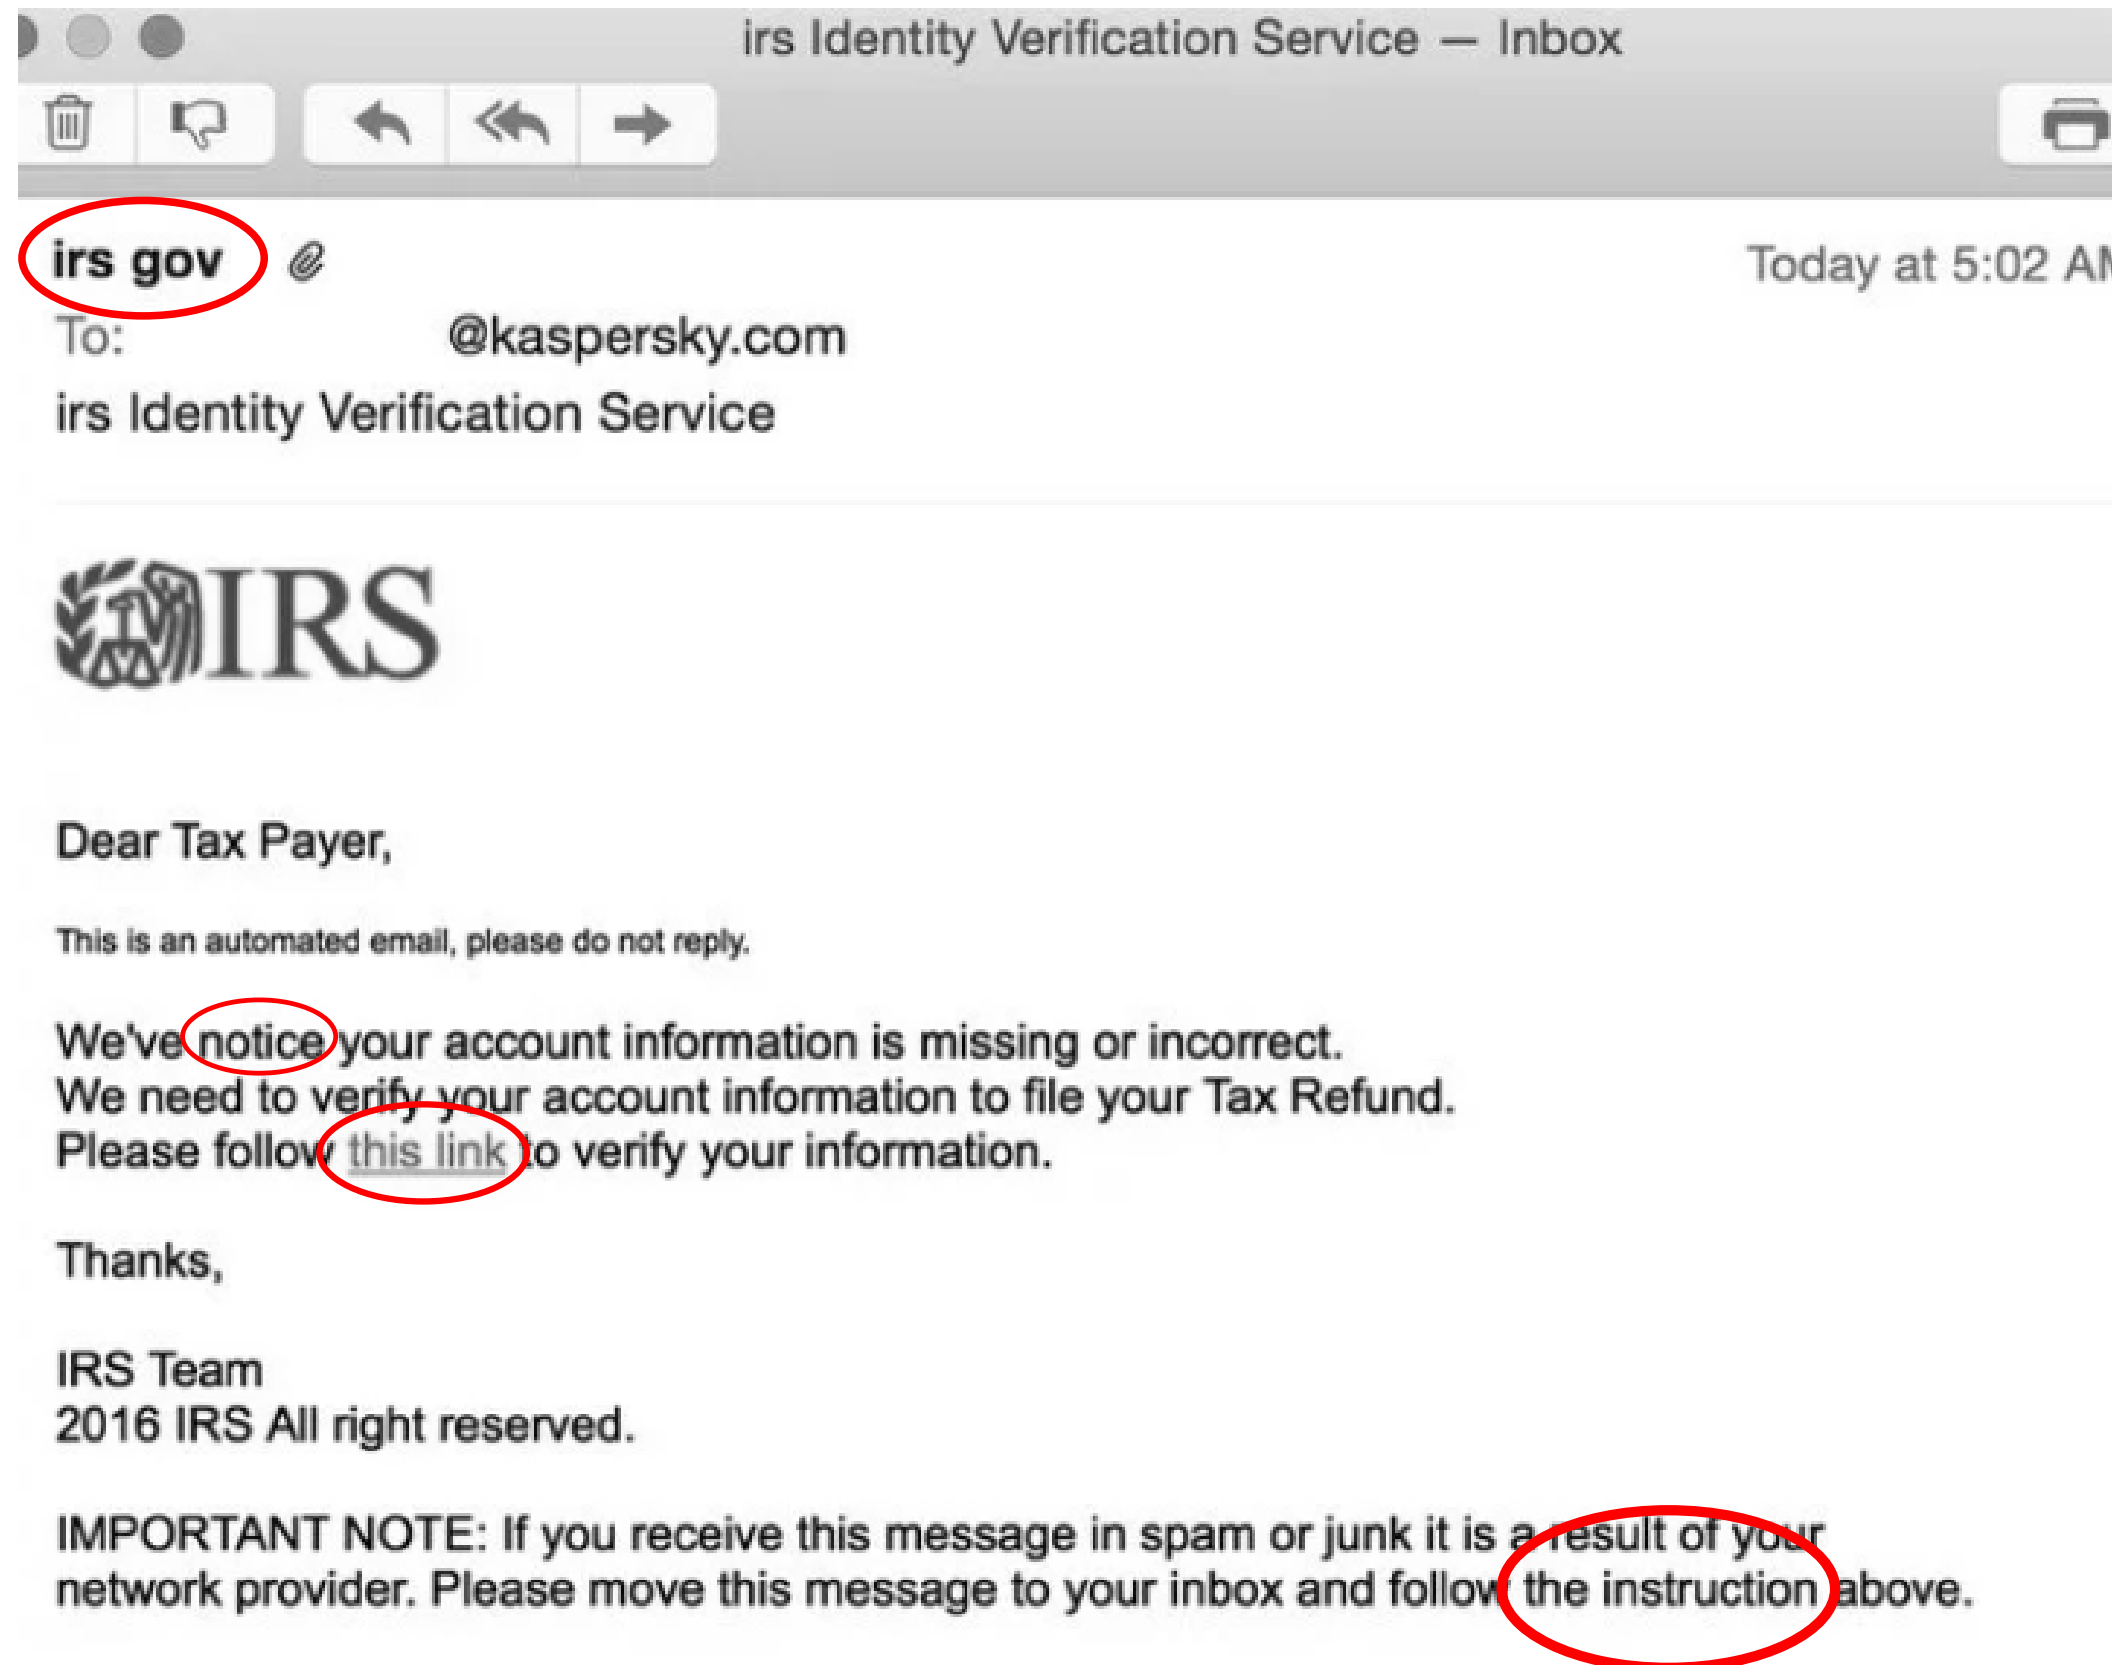 irs Identity Verification Service — Inbox
irs gov
Today at 5:02 AM
To: @kaspersky.com
irs Identity Verification Service
IRS
Dear Tax Payer,
This is an automated email, please do not reply.
We've notice your account information is missing or incorrect.
We need to verify your account information to file your Tax Refund.
Please follow this link to verify your information.
Thanks,
IRS Team
2016 IRS All right reserved.
IMPORTANT NOTE: If you receive this message in spam or junk it is a result of your
network provider. Please move this message to your inbox and follow the instruction above.